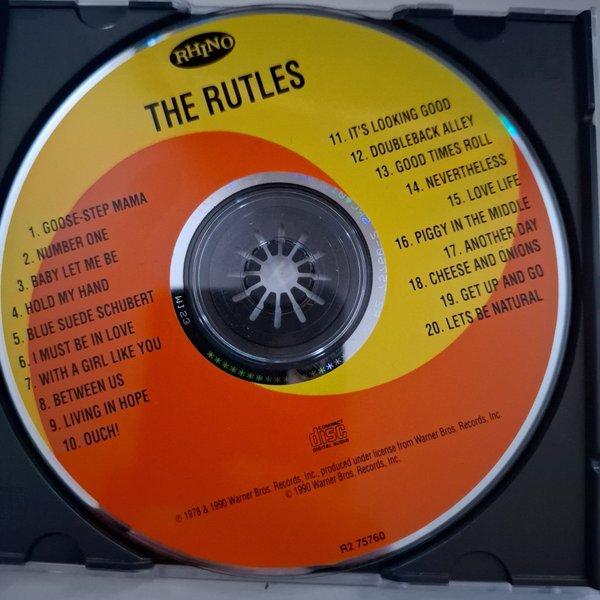 RHINO
THE RUTLES
1. GOOSE-STEP MAMA
2. NUMBER ONE
3. BABY LET ME BE
4. HOLD MY HAND
5. BLUE SUEDE SCHUBERT
6. I MUST BE IN LOVE
7. WITH A GIRL LIKE YOU
8. BETWEEN US
9. LIVING IN HOPE
10. OUCH!
11. IT'S LOOKING GOOD
12. DOUBLEBACK ALLEY
13. GOOD TIMES ROLL
14. NEVERTHELESS
15. LOVE LIFE
16. PIGGY IN THE MIDDLE
17. ANOTHER DAY
18. CHEESE AND ONIONS
19. GET UP AND GO
20. LETS BE NATURAL
COMPACT
disc
DIGITAL AUDIO
℗ 1978 & 1990 Warner Bros. Records, Inc., produced under license from Warner Bros. Records, Inc.
© 1990 Warner Bros. Records, Inc.
R2 75760